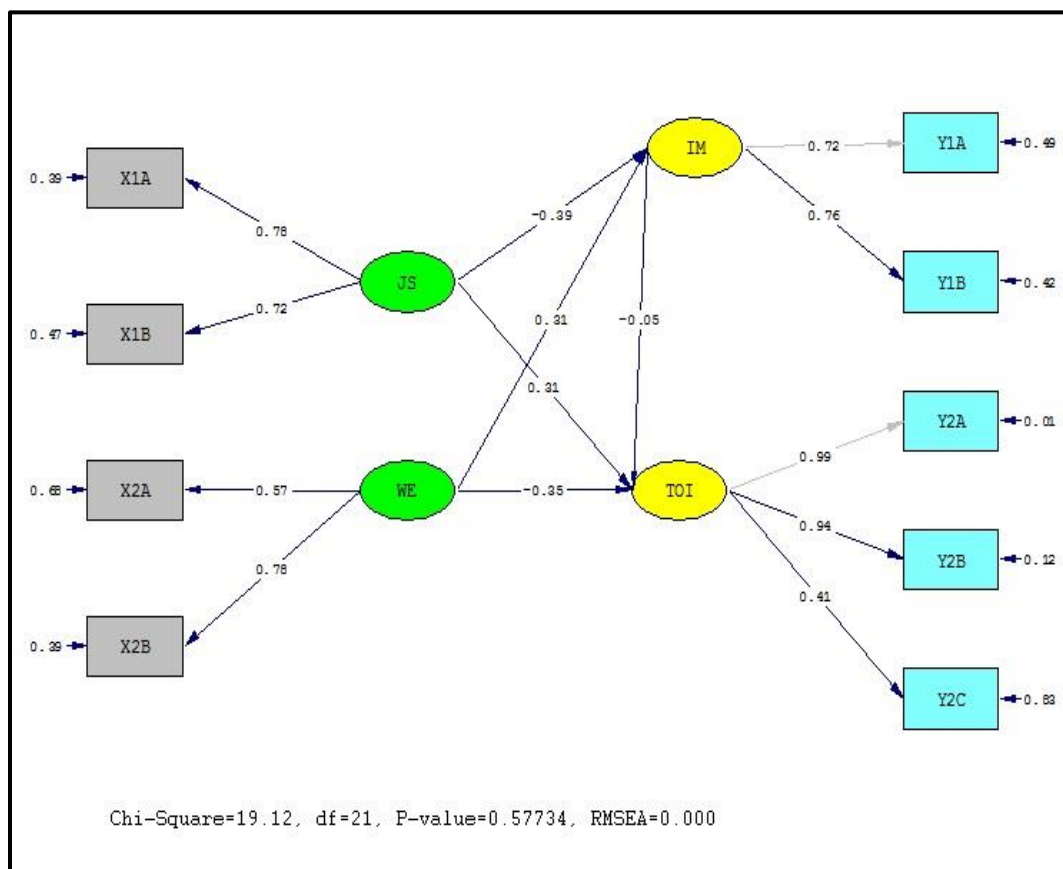 IM
0.72
Y1A
0.49
0.39
X1A
-0.39
0.76
0.78
JS
Y1B
0.42
0.72
0.31
-0.05
0.47
X1B
0.31
Y2A
0.01
0.99
0.68
X2A
0.57
WE
-0.35
TOI
0.94
Y2B
0.12
0.78
0.41
0.39
X2B
Y2C
0.83
Chi-Square=19.12, df=21, P-value=0.57734, RMSEA=0.000